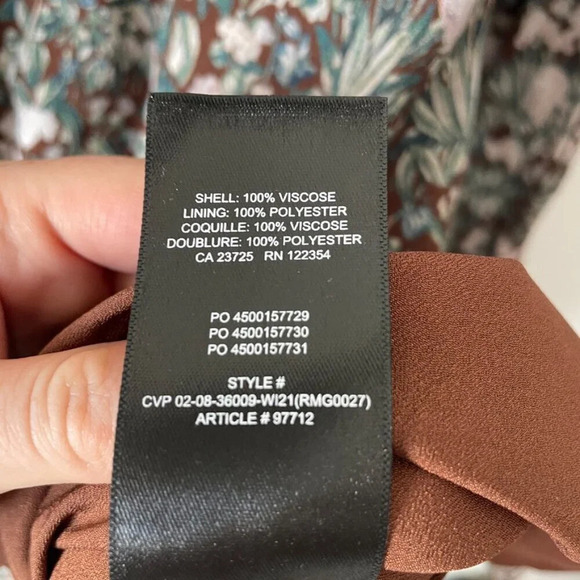 SHELL: 100% VISCOSE
LINING: 100% POLYESTER
COQUILLE: 100% VISCOSE
DOUBLURE: 100% POLYESTER
CA 23725 RN 122354
PO 4500157729
PO 4500157730
PO 4500157731
STYLE #
CVP 02-08-36009-WI21(RMG0027)
ARTICLE # 97712